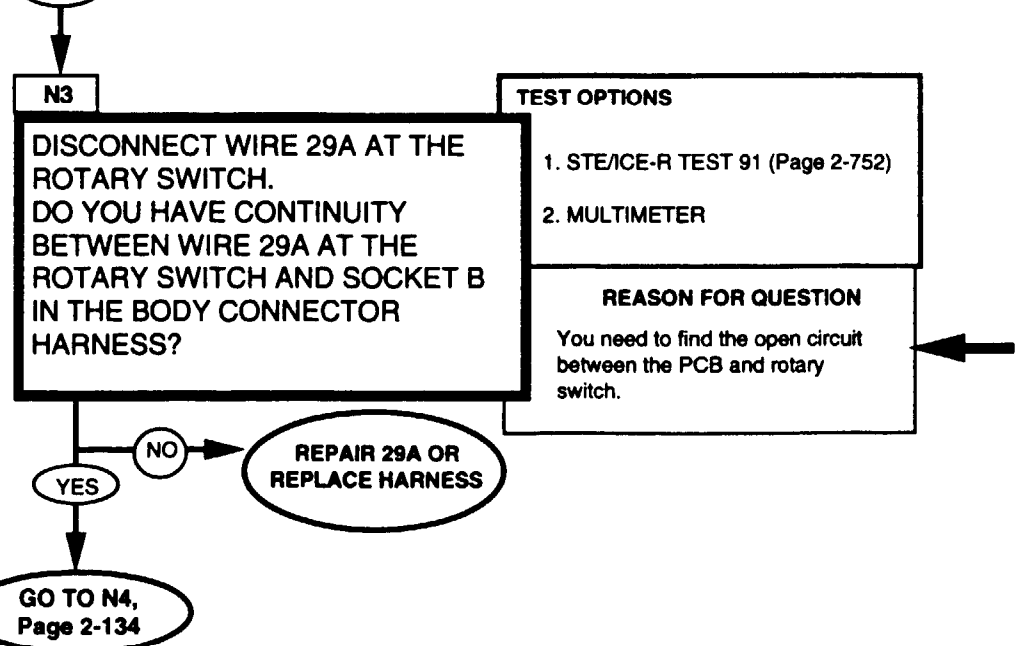 N3
DISCONNECT WIRE 29A AT THE
ROTARY SWITCH.
DO YOU HAVE CONTINUITY
BETWEEN WIRE 29A AT THE
ROTARY SWITCH AND SOCKET B
IN THE BODY CONNECTOR
HARNESS?
TEST OPTIONS
1. STE/ICE-R TEST 91 (Page 2-752)
2. MULTIMETER
REASON FOR QUESTION
You need to find the open circuit
between the PCB and rotary
switch.
NO
REPAIR 29A OR
REPLACE HARNESS
YES
GO TO N4,
Page 2-134